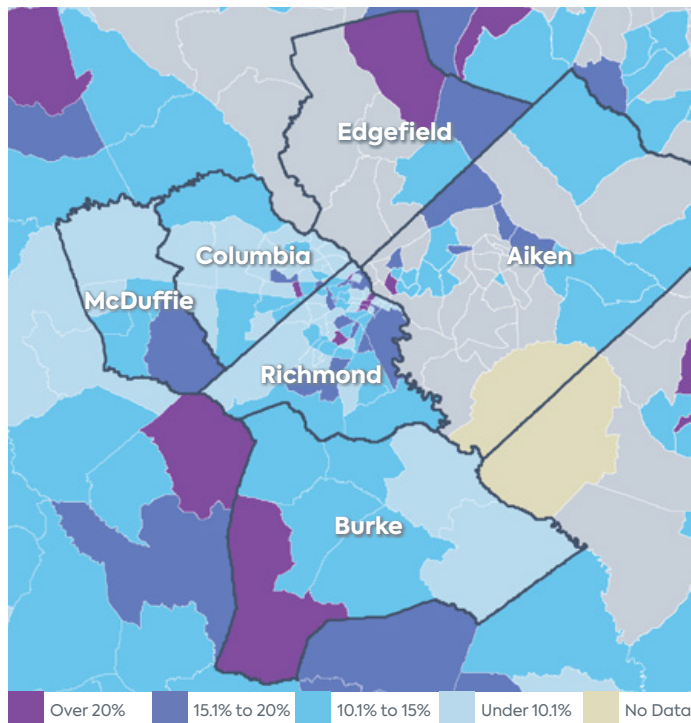 Edgefield
Columbia
Aiken
McDuffie
Richmond
Burke
Over 20% 15.1% to 20% 10.1% to 15% Under 10.1% No Data